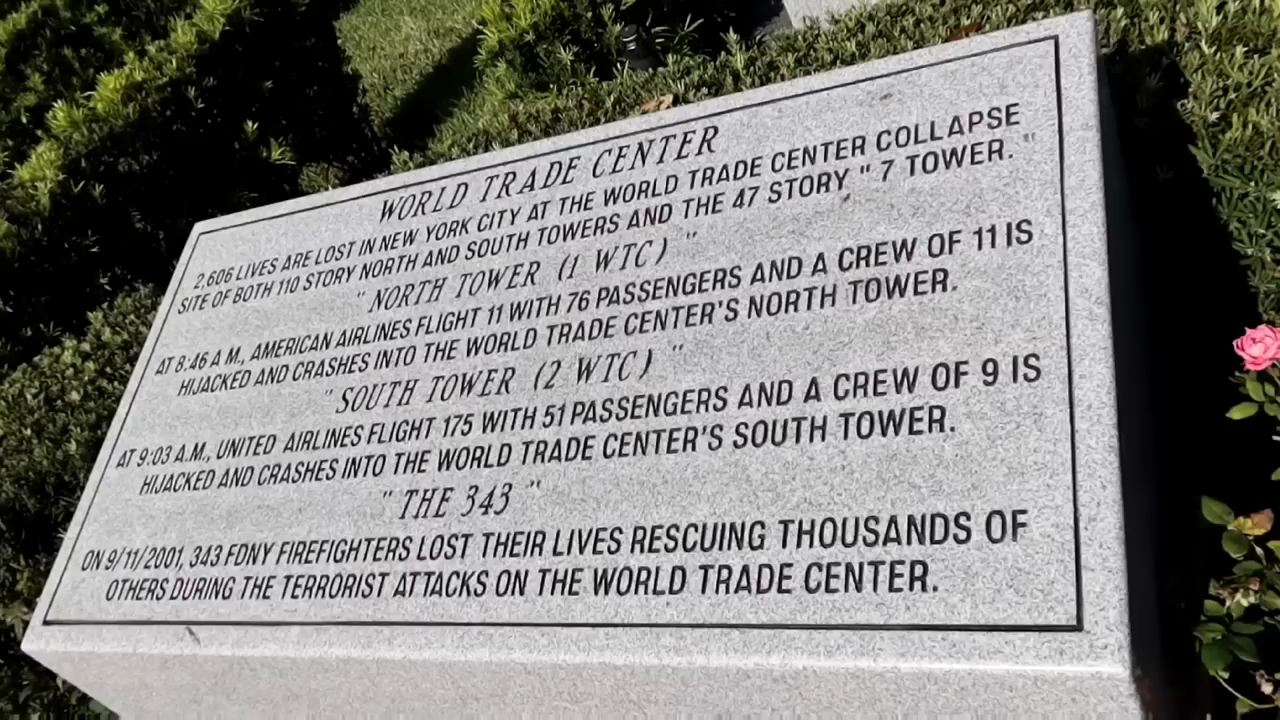 WORLD TRADE CENTER
2,606 LIVES ARE LOST IN NEW YORK CITY AT THE WORLD TRADE CENTER COLLAPSE
SITE OF BOTH 110 STORY NORTH AND SOUTH TOWERS AND THE 47 STORY " 7 TOWER. "
" NORTH TOWER (1 WTC) "
AT 8:46 A M., AMERICAN AIRLINES FLIGHT 11 WITH 76 PASSENGERS AND A CREW OF 11 IS
HIJACKED AND CRASHES INTO THE WORLD TRADE CENTER'S NORTH TOWER.
" SOUTH TOWER (2 WTC) "
AT 9:03 A.M., UNITED AIRLINES FLIGHT 175 WITH 51 PASSENGERS AND A CREW OF 9 IS
HIJACKED AND CRASHES INTO THE WORLD TRADE CENTER'S SOUTH TOWER.
" THE 343 "
ON 9/11/2001, 343 FDNY FIREFIGHTERS LOST THEIR LIVES RESCUING THOUSANDS OF
OTHERS DURING THE TERRORIST ATTACKS ON THE WORLD TRADE CENTER.